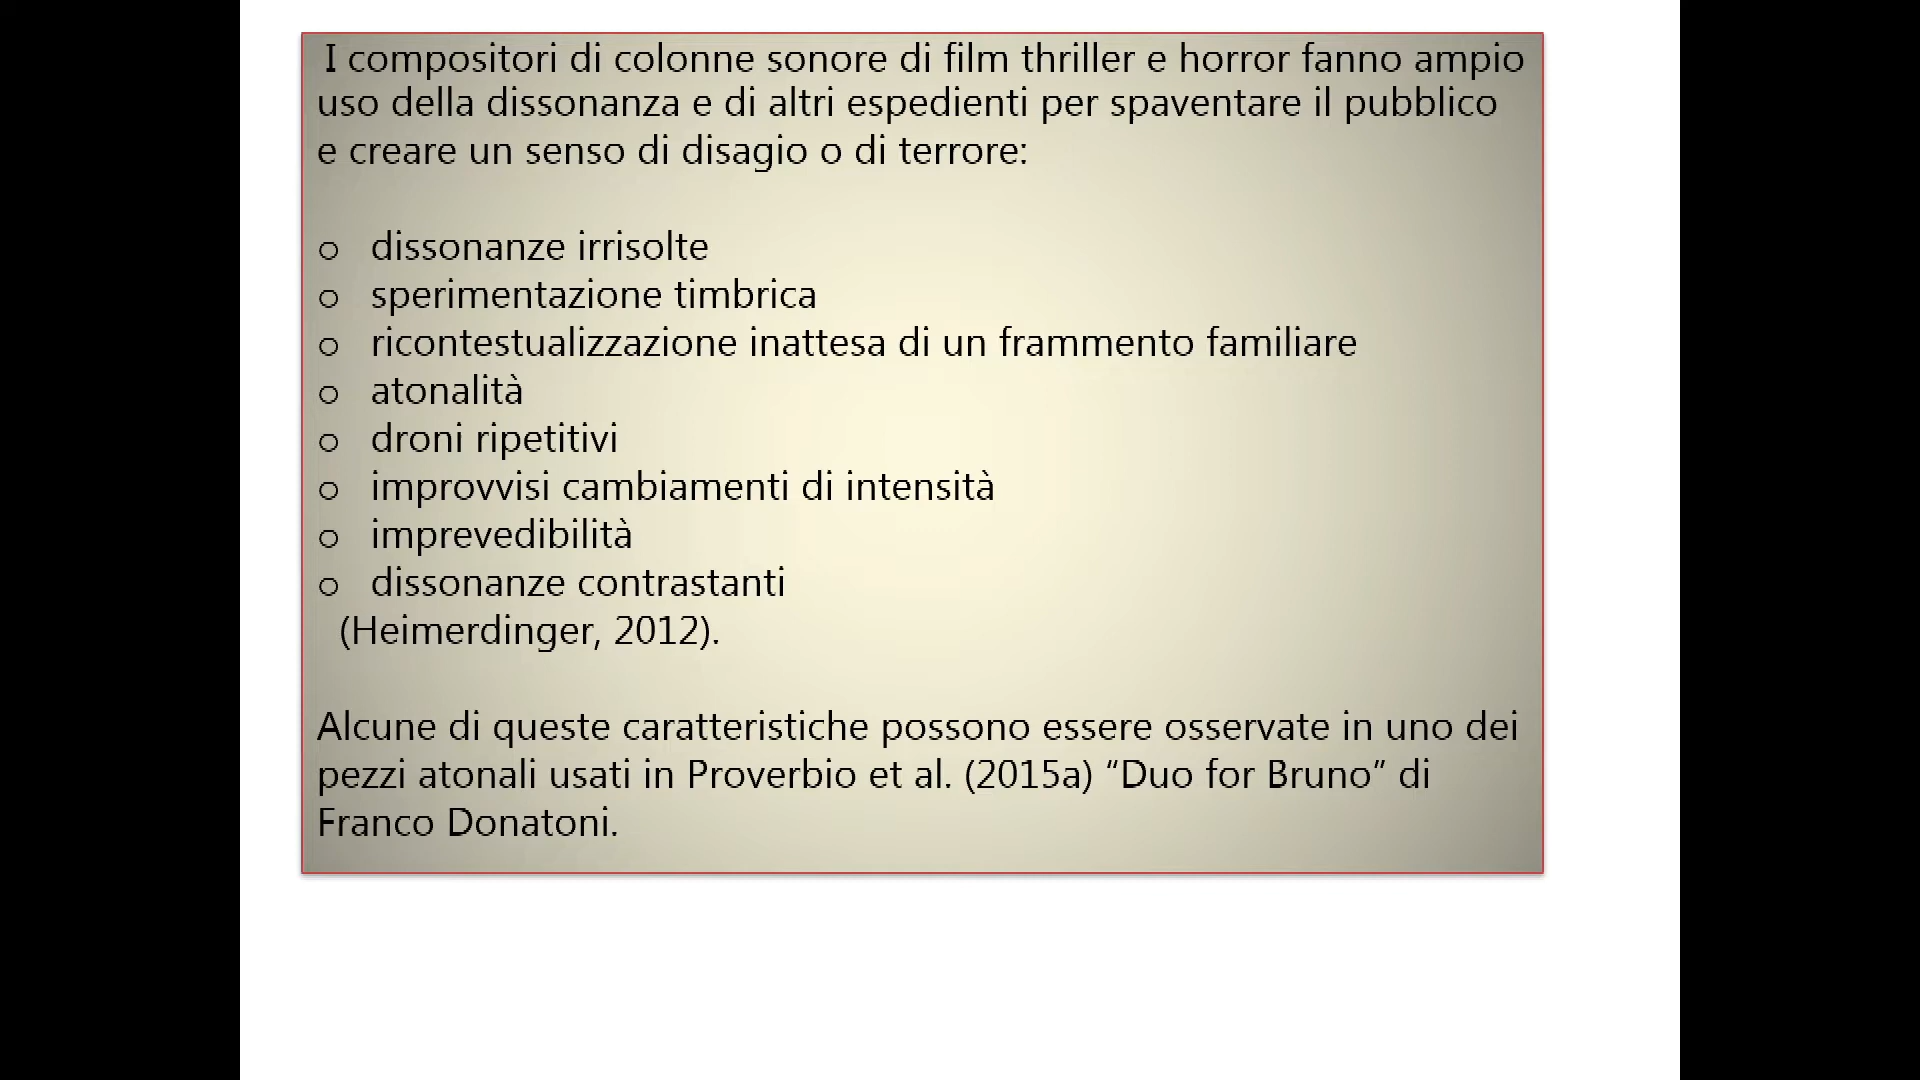 I compositori di colonne sonore di film thriller e horror fanno ampio
uso della dissonanza e di altri espedienti per spaventare il pubblico
e creare un senso di disagio o di terrore:
o dissonanze irrisolte
o sperimentazione timbrica
o ricontestualizzazione inattesa di un frammento familiare
o atonalità
o droni ripetitivi
o improvvisi cambiamenti di intensità
o imprevedibilità
o dissonanze contrastanti
(Heimerdinger, 2012).
Alcune di queste caratteristiche possono essere osservate in uno dei
pezzi atonali usati in Proverbio et al. (2015a) “Duo for Bruno” di
Franco Donatoni.